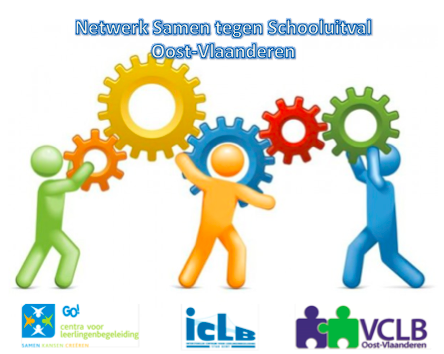 Netwerk Samen tegen Schooluitval
Oost-Vlaanderen
GO!
centra voor
leerlingenbegeleiding
SAMEN KANSEN CREËREN
iCLB
VCLB
Oost-Vlaanderen